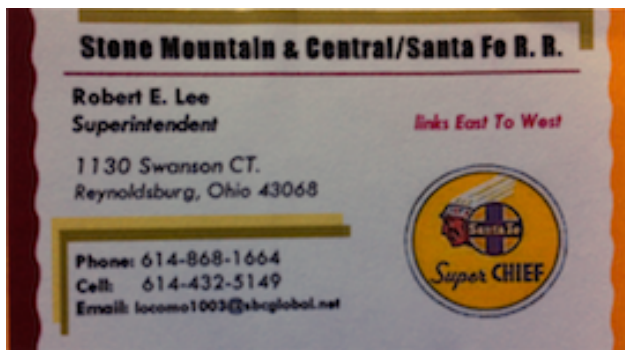 Stone Mountain & Central/Santa Fe R. R.
Robert E. Lee
Superintendent
links East To West
1130 Swanson CT.
Reynoldsburg, Ohio 43068
Phone: 614-868-1664
Cell: 614-432-5149
Email: locomo1003@sbcglobal.net
Santa Fe
Super CHIEF